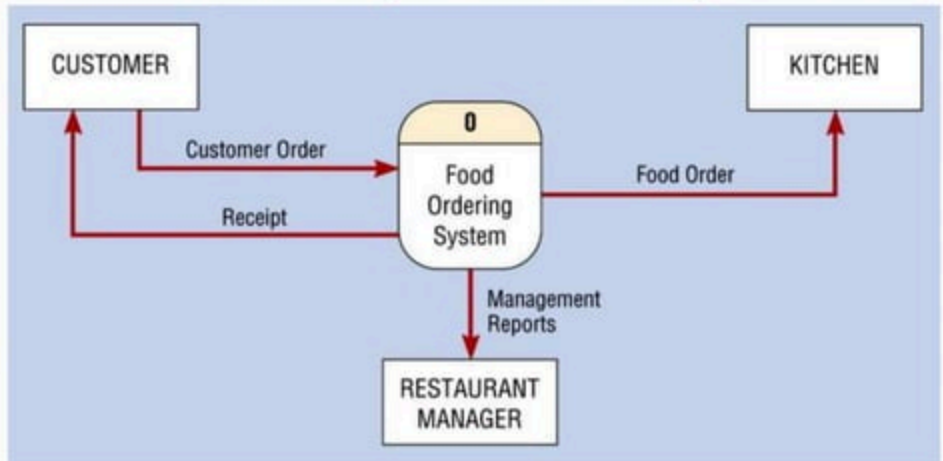 CUSTOMER
KITCHEN
0
Food
Ordering
System
Customer Order
Food Order
Receipt
Management
Reports
RESTAURANT
MANAGER